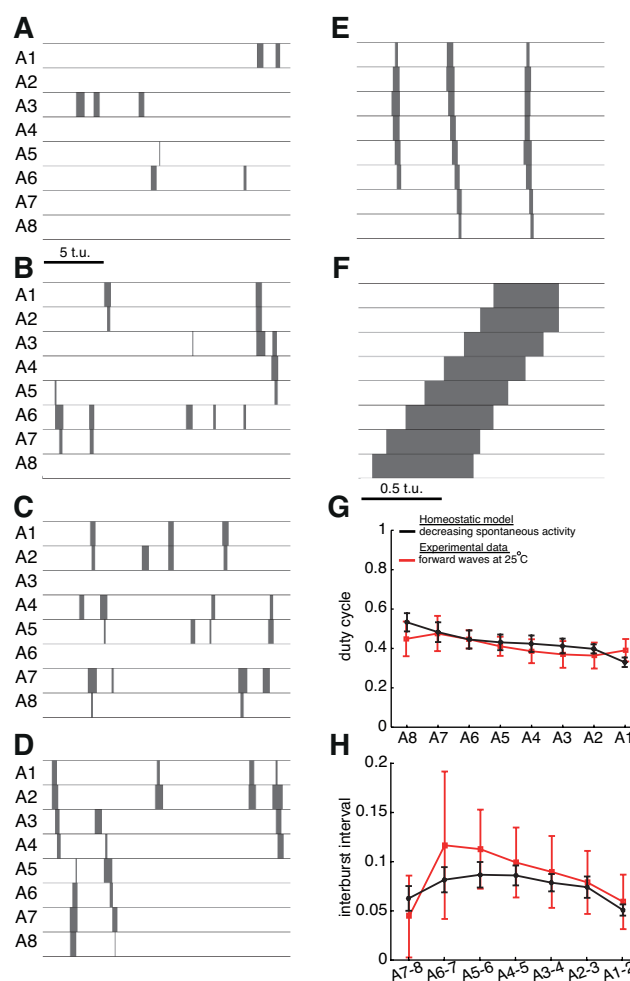 A
A1
A2
A3
A4
A5
A6
A7
A8
5 t.u.
B
A1
A2
A3
A4
A5
A6
A7
A8
C
A1
A2
A3
A4
A5
A6
A7
A8
D
A1
A2
A3
A4
A5
A6
A7
A8
E
F
0.5 t.u.
G
Homeostatic model
decreasing spontaneous activity
Experimental data
forward waves at 25°C
1
0.8
0.6
0.4
0.2
0
duty cycle
A8 A7 A6 A5 A4 A3 A2 A1
H
0.2
0.15
0.1
0.05
0
interburst interval
A7-8 A6-7 A5-6 A4-5 A3-4 A2-3 A1-2